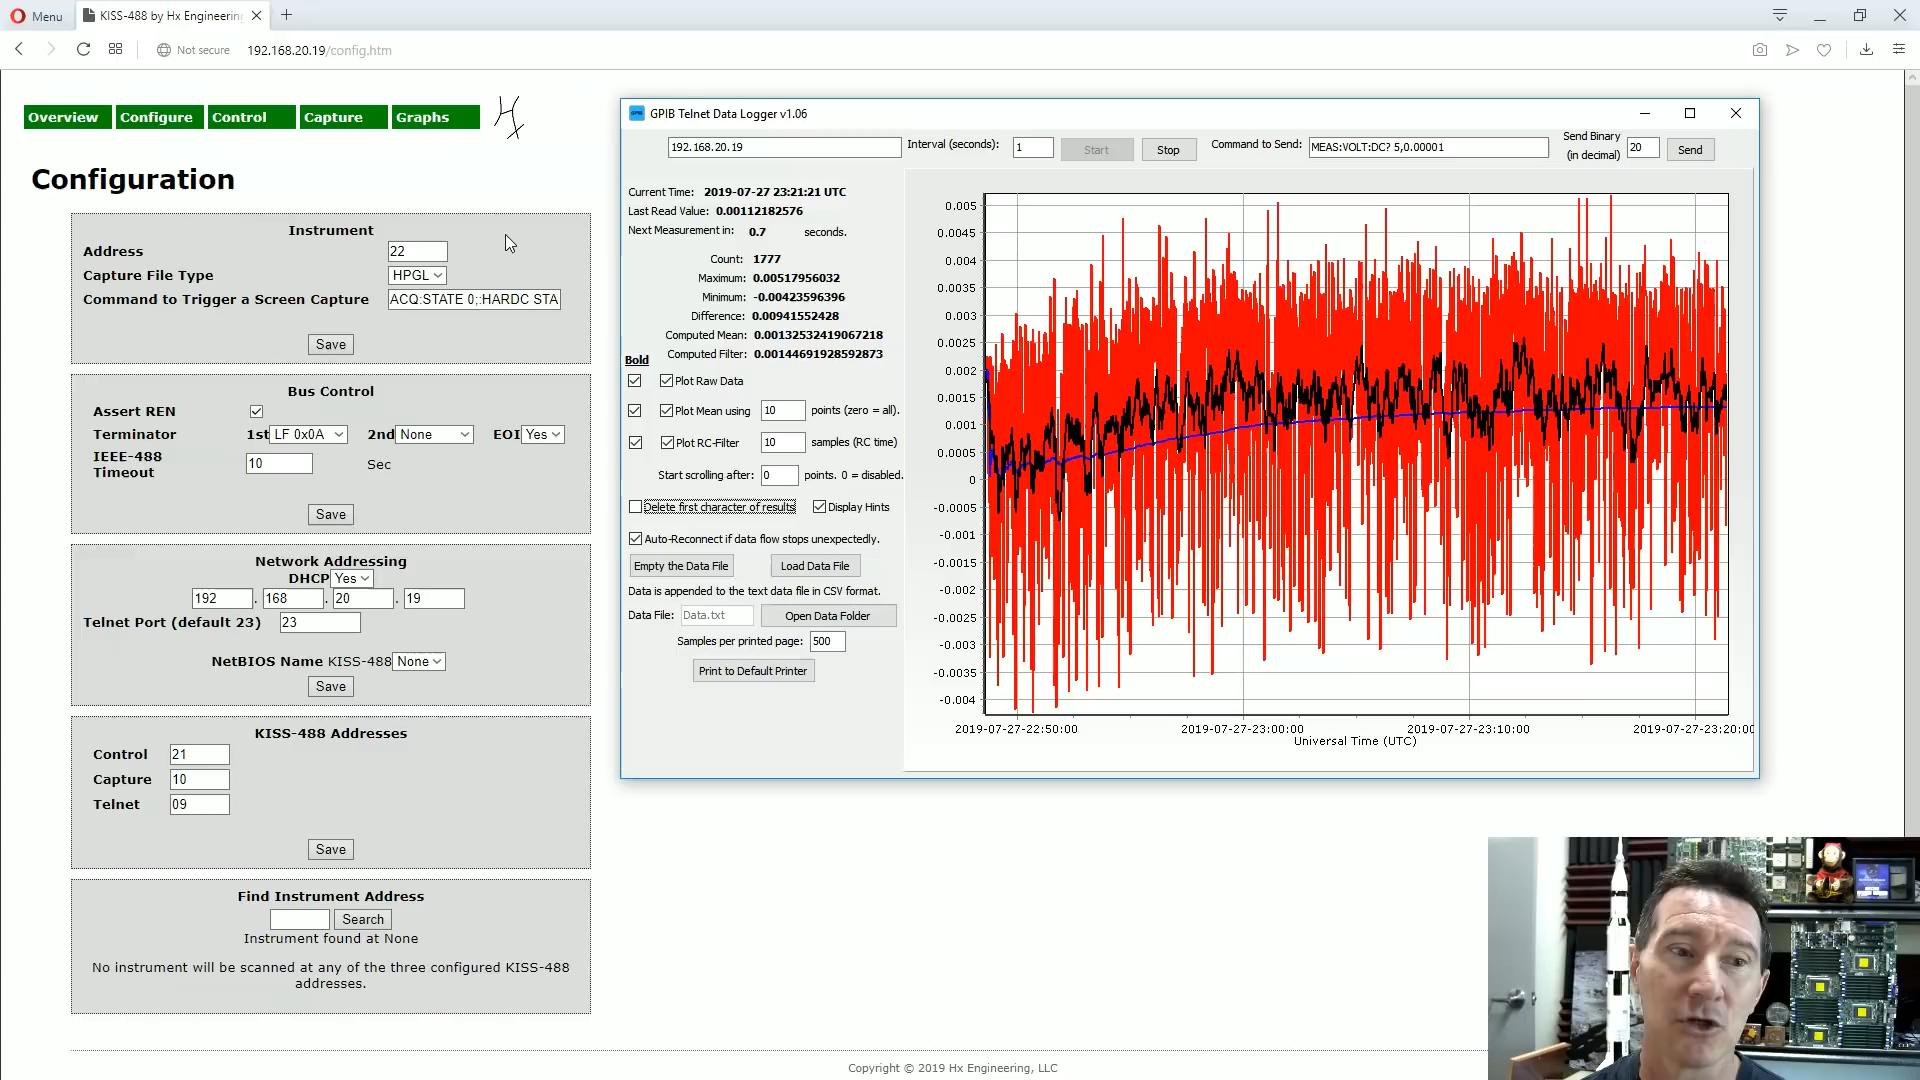 Menu
KISS-488 by Hx Engineerin
Not secure
192.168.20.19/config.htm
Overview
Configure
Control
Capture
Graphs
Hx
Configuration
Instrument
Address 22
Capture File Type HPGL
Command to Trigger a Screen Capture ACQ:STATE 0;:HARDC STA
Save
Bus Control
Assert REN
Terminator 1st LF 0x0A 2nd None EOI Yes
IEEE-488
Timeout 10 Sec
Save
Network Addressing
DHCP Yes
192 . 168 . 20 . 19
Telnet Port (default 23) 23
NetBIOS Name KISS-488 None
Save
KISS-488 Addresses
Control 21
Capture 10
Telnet 09
Save
Find Instrument Address
Search
Instrument found at None
No instrument will be scanned at any of the three configured KISS-488
addresses.
Copyright © 2019 Hx Engineering, LLC
GPIB Telnet Data Logger v1.06
192.168.20.19
Interval (seconds): 1
Start
Stop
Command to Send: MEAS:VOLT:DC? 5,0.00001
Send Binary
(in decimal) 20
Send
Current Time: 2019-07-27 23:21:21 UTC
Last Read Value: 0.00112182576
Next Measurement in: 0.7 seconds.
Count: 1777
Maximum: 0.00517956032
Minimum: -0.00423596396
Difference: 0.00941552428
Computed Mean: 0.00132532419067218
Computed Filter: 0.00144691928592873
Bold
Plot Raw Data
Plot Mean using 10 points (zero = all).
Plot RC-Filter 10 samples (RC time)
Start scrolling after: 0 points. 0 = disabled.
Delete first character of results
Display Hints
Auto-Reconnect if data flow stops unexpectedly.
Empty the Data File
Load Data File
Data is appended to the text data file in CSV format.
Data File: Data.txt
Open Data Folder
Samples per printed page: 500
Print to Default Printer
0.005
0.0045
0.004
0.0035
0.003
0.0025
0.002
0.0015
0.001
0.0005
0
-0.0005
-0.001
-0.0015
-0.002
-0.0025
-0.003
-0.0035
-0.004
2019-07-27-22:50:00
2019-07-27-23:00:00
2019-07-27-23:10:00
2019-07-27-23:20:00
Universal Time (UTC)